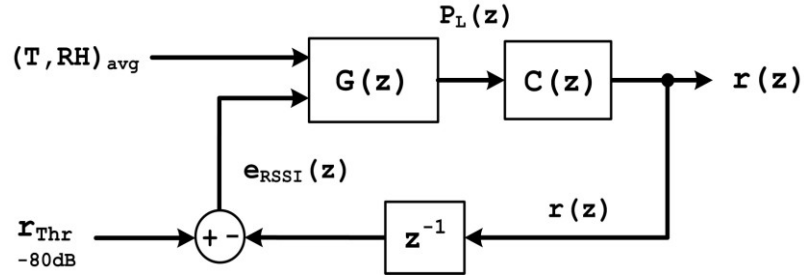 P_L(z)
(T,RH)_avg
G(z)
C(z)
r(z)
e_RSSI(z)
r(z)
r_Thr
+ -
z^-1
-80dB